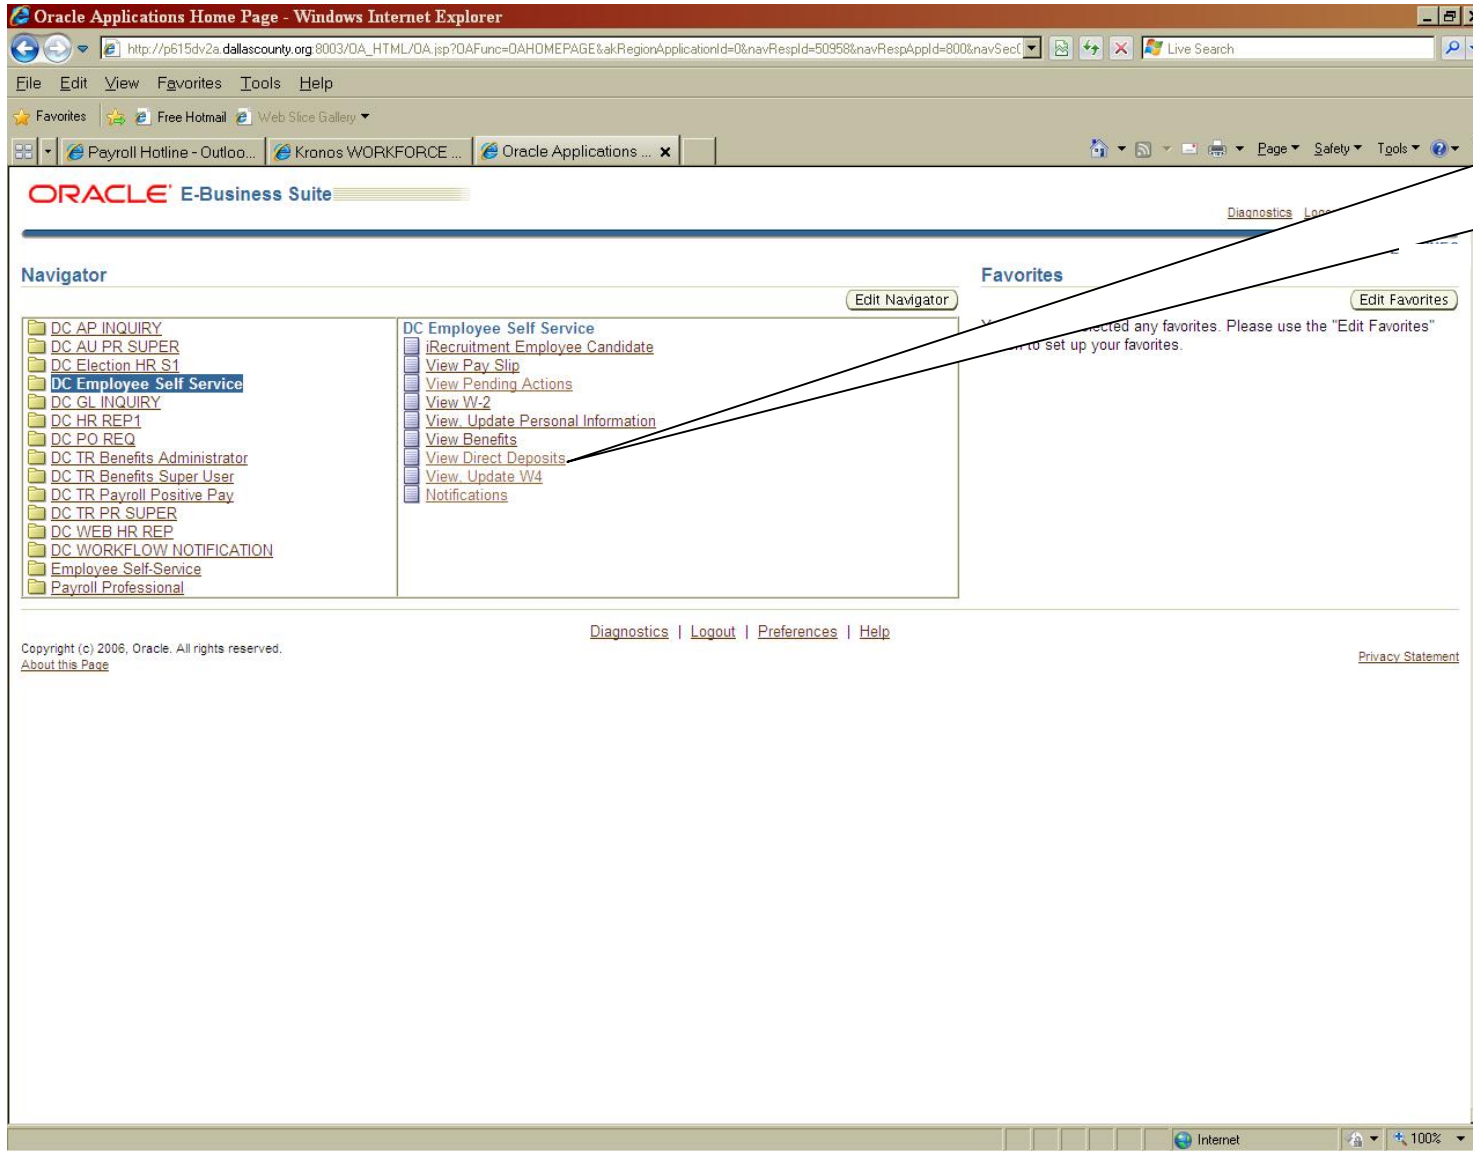 Oracle Applications Home Page - Windows Internet Explorer
http://p615dv2a.dallascounty.org:8003/OA_HTML/OA.jsp?OAFunc=OAHOMEPAGE&akRegionApplicationId=0&navRespId=50958&navRespAppId=800&navSec(
Live Search
File Edit View Favorites Tools Help
Favorites Free Hotmail Web Slice Gallery
Payroll Hotline - Outloo... Kronos WORKFORCE ... Oracle Applications ... Page Safety Tools
ORACLE E-Business Suite
Diagnostics
Navigator
Favorites
Edit Navigator
Edit Favorites
DC AP INQUIRY
DC AU PR SUPER
DC Election HR S1
DC Employee Self Service
DC GL INQUIRY
DC HR REP1
DC PO REQ
DC TR Benefits Administrator
DC TR Benefits Super User
DC TR Payroll Positive Pay
DC TR PR SUPER
DC WEB HR REP
DC WORKFLOW NOTIFICATION
Employee Self-Service
Payroll Professional
DC Employee Self Service
iRecruitment Employee Candidate
View Pay Slip
View Pending Actions
View W-2
View, Update Personal Information
View Benefits
View Direct Deposits
View, Update W4
Notifications
any favorites. Please use the "Edit Favorites"
to set up your favorites.
Diagnostics | Logout | Preferences | Help
Copyright (c) 2006, Oracle. All rights reserved.
About this Page
Privacy Statement
Internet
100%